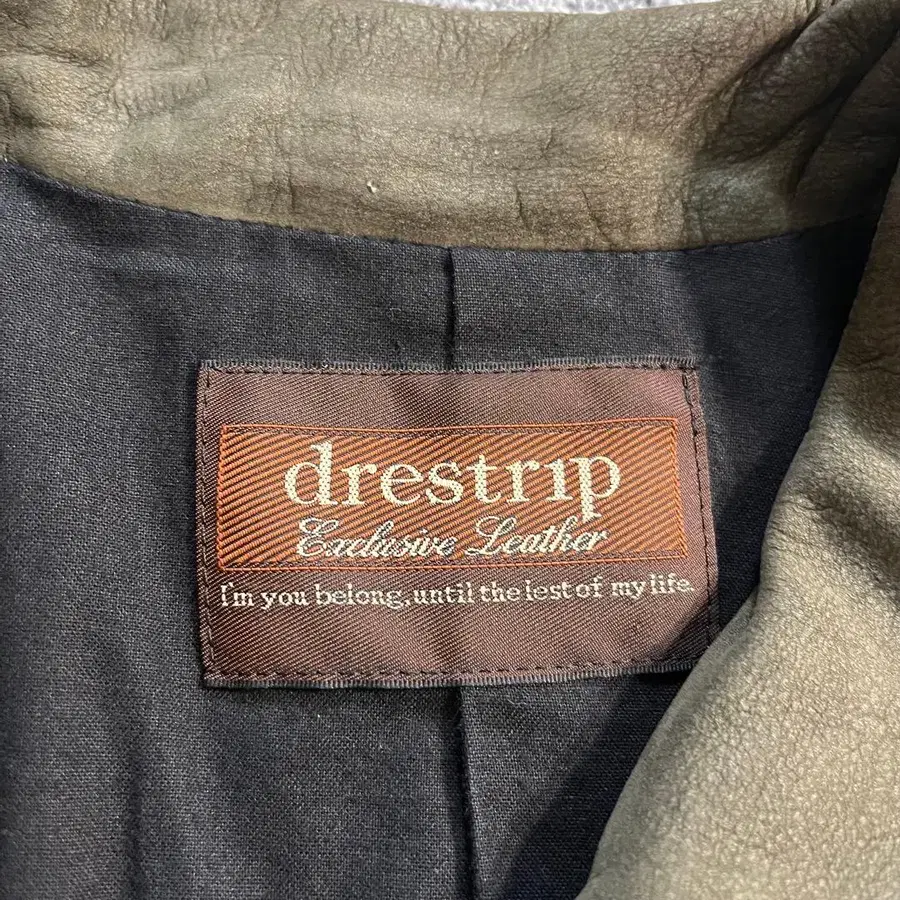 drestrip
Exclusive Leather
I'm you belong, until the lest of my life.